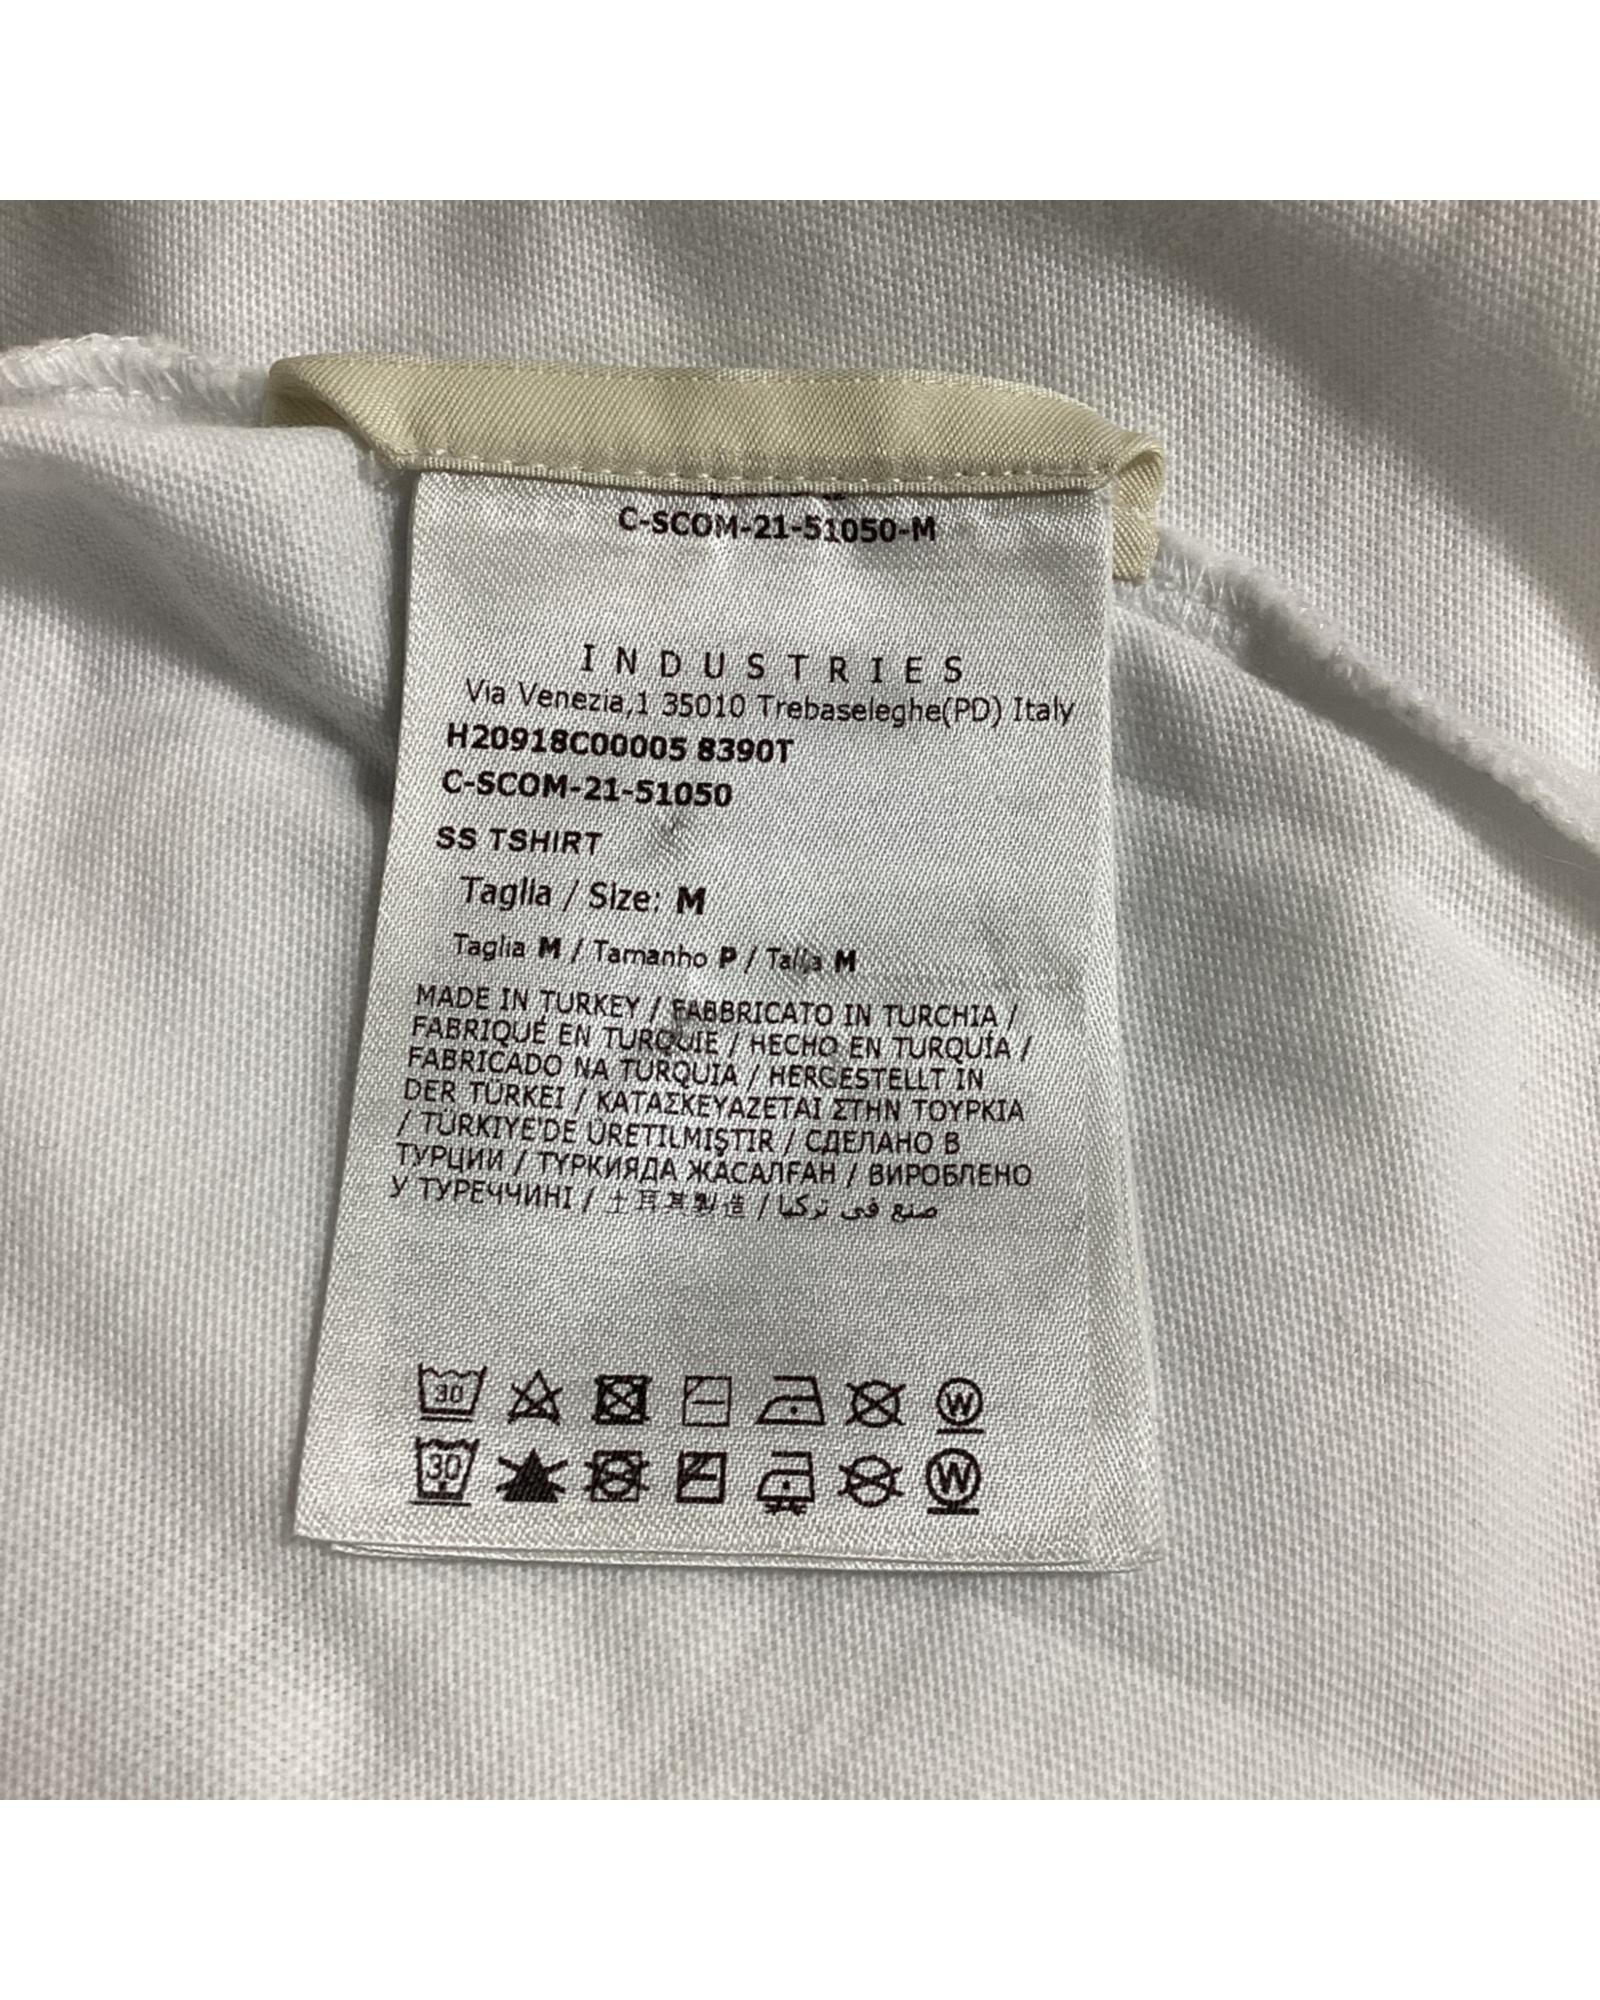 C-SCOM-21-51050-M
INDUSTRIES
Via Venezia,1 35010 Trebaseleghe(PD) Italy
H20918C00005 8390T
C-SCOM-21-51050
SS TSHIRT
Taglia / Size: M
Taglia M / Tamanho P / Talla M
MADE IN TURKEY / FABBRICATO IN TURCHIA /
FABRIQUÉ EN TURQUIE / HECHO EN TURQUÍA /
FABRICADO NA TURQUIA / HERGESTELLT IN
DER TÜRKEI / ΚΑΤΑΣΚΕΥΑΖΕΤΑΙ ΣΤΗΝ ΤΟΥΡΚΙΑ
/ TÜRKIYE'DE ÜRETILMIŞTIR / СДЕЛАНО В
ТУРЦИИ / ТҮРКИЯДА ЖАСАЛҒАН / ВИРОБЛЕНО
У ТУРЕЧЧИНІ / 土耳其製造 / صنع في تركيا
30 W
30 W